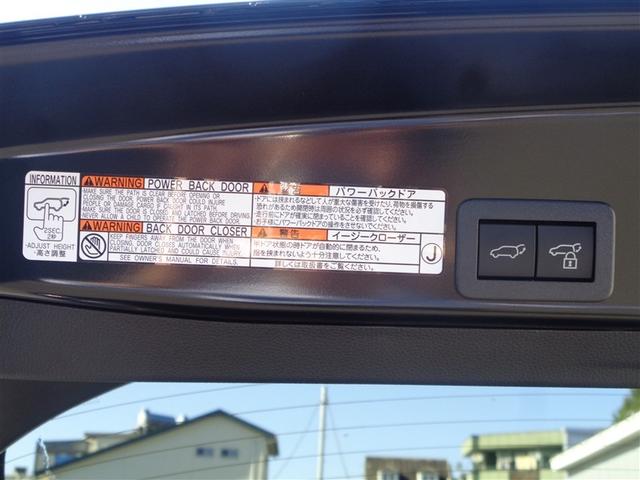 INFORMATION
2SEC.
2秒
-ADJUST HEIGHT
-高さ調整
WARNING POWER BACK DOOR
MAKE SURE THE PATH IS CLEAR BEFORE OPENING OR
CLOSING THE DOOR. POWER BACK DOOR COULD INJURE
PEOPLE OR DAMAGE CARGO IF CAUGHT IN ITS PATH.
MAKE SURE THE DOOR IS CLOSED AND LATCHED BEFORE DRIVING.
NEVER ALLOW A CHILD TO OPERATE THE POWER BACK DOOR.
WARNING BACK DOOR CLOSER
KEEP FINGERS AWAY FROM THE DOOR WHEN
CLOSING. DOOR CLOSES AUTOMATICALLY WHEN
PARTIALLY LATCHED AND COULD CAUSE INJURY.
SEE OWNER'S MANUAL FOR DETAILS.
警告 パワーバックドア
・ドアには挟まれるなどして人が重大な傷害を受けたり、荷物を損傷する
恐れがあるため開閉時は周囲の状況を必ず確認してください。
・走行前にドアが確実に閉まっていることを確認してください。
・お子様にパワーバックドアの操作をさせないでください。
警告 イージークローザー
半ドア状態の時ドアが自動的に閉まるため、
指を挟まれないよう十分注意してください。
詳しくは取扱書をご覧ください。
J